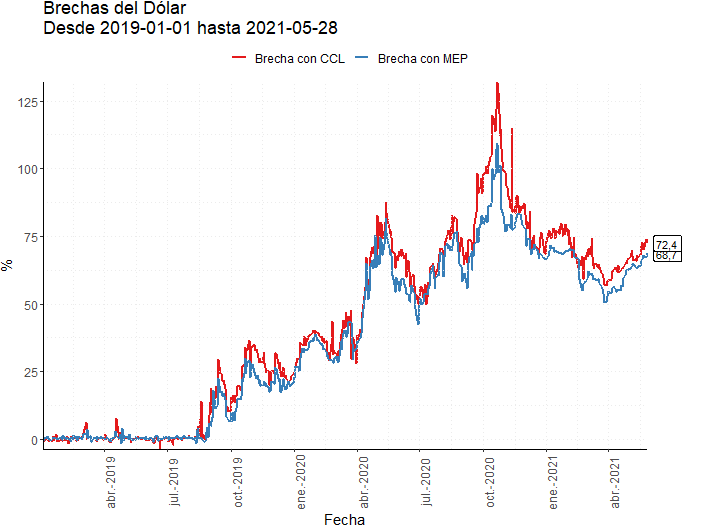 Brechas del Dólar
Desde 2019-01-01 hasta 2021-05-28
Brecha con CCL Brecha con MEP
125
100
75
50
25
0
%
72,4
68,7
abr.-2019
jul.-2019
oct.-2019
ene.-2020
abr.-2020
jul.-2020
oct.-2020
ene.-2021
abr.-2021
Fecha